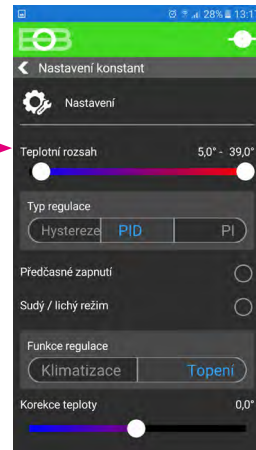 28% 13:17
EOB
Nastavení konstant
Nastavení
Teplotní rozsah 5,0° - 39,0°
Typ regulace
Hystereze PID PI
Předčasné zapnutí
Sudý / lichý režim
Funkce regulace
Klimatizace Topení
Korekce teploty 0,0°